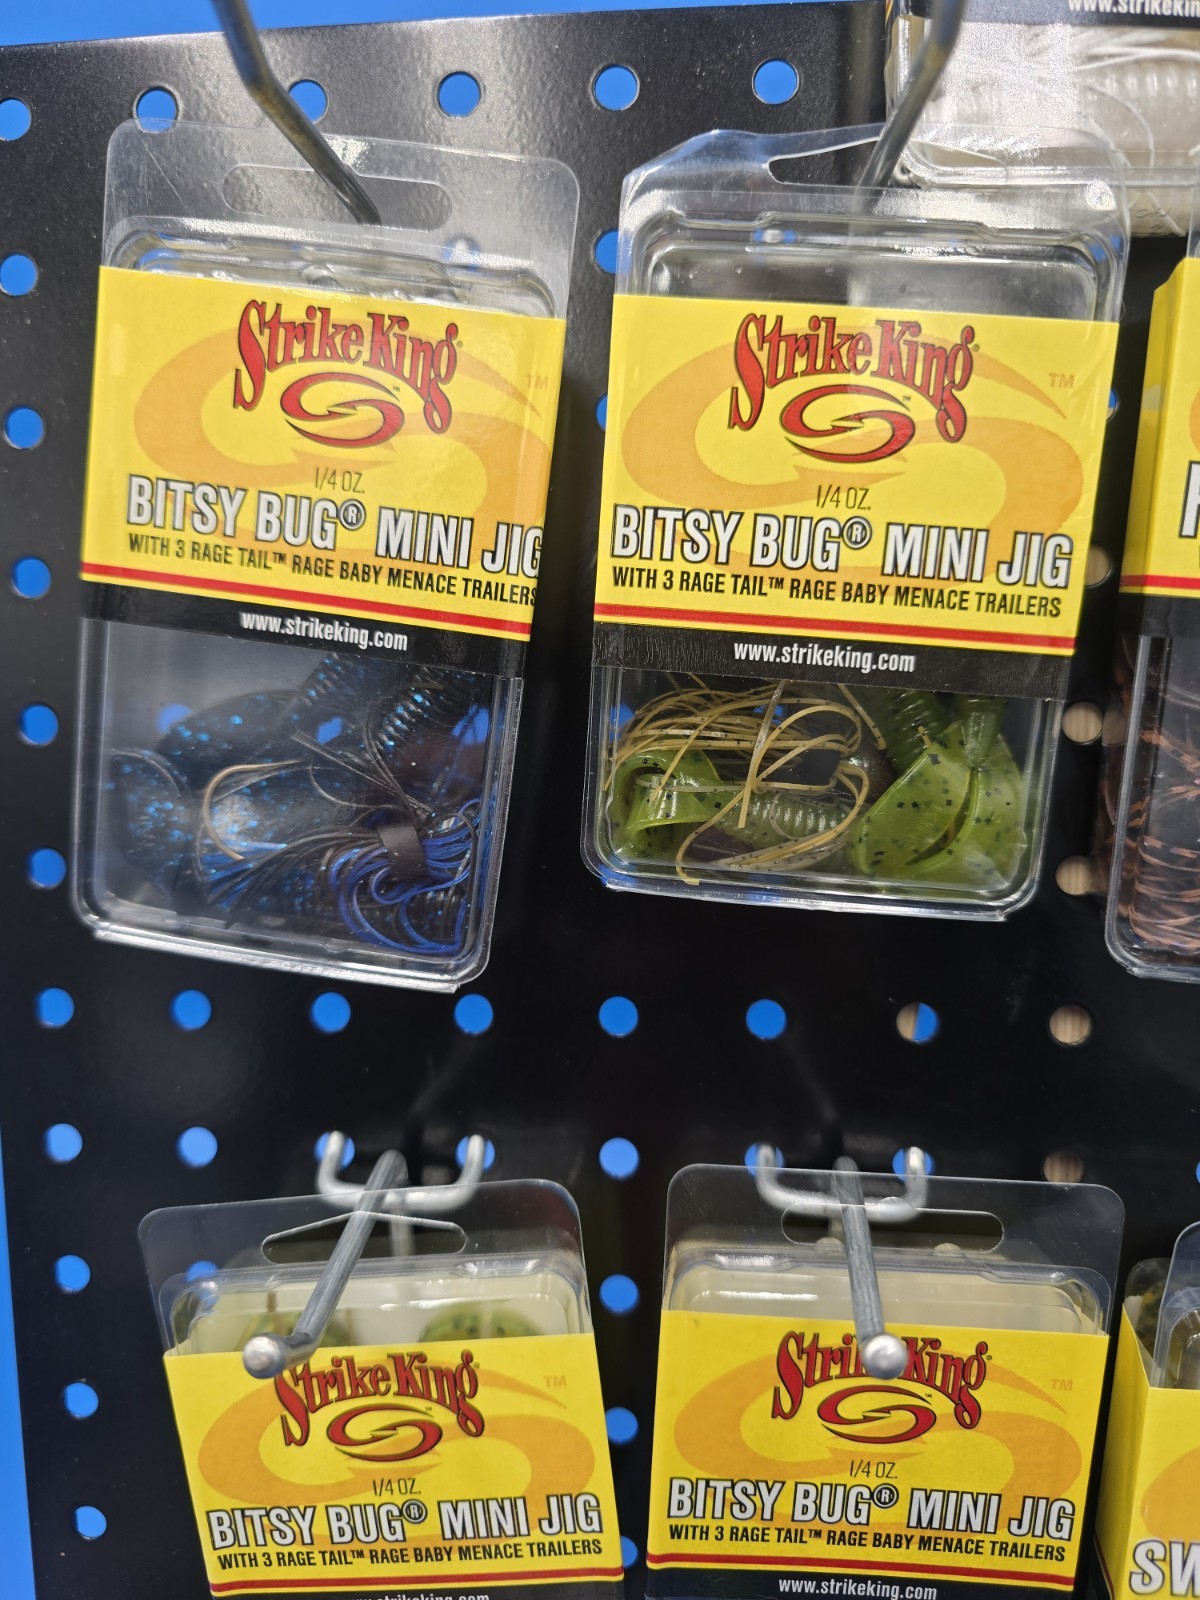 www.strikeking
Strike King
™
1/4 OZ.
BITSY BUG® MINI JIG
WITH 3 RAGE TAIL™ RAGE BABY MENACE TRAILERS
www.strikeking.com
Strike King
™
1/4 OZ.
BITSY BUG® MINI JIG
WITH 3 RAGE TAIL™ RAGE BABY MENACE TRAILERS
www.strikeking.com
Strike King
™
1/4 OZ.
BITSY BUG® MINI JIG
WITH 3 RAGE TAIL™ RAGE BABY MENACE TRAILERS
www.strikeking.com
Strike King
™
1/4 OZ.
BITSY BUG® MINI JIG
WITH 3 RAGE TAIL™ RAGE BABY MENACE TRAILERS
www.strikeking.com
SW